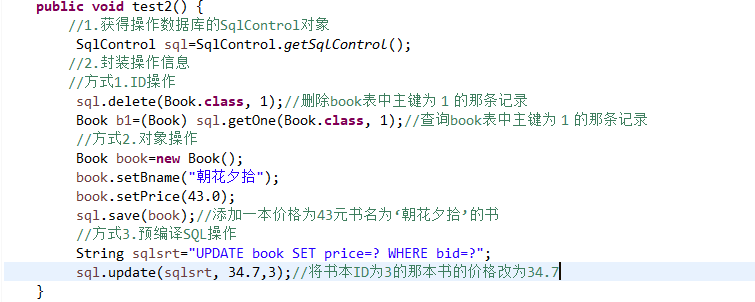 public void test2() {
//1.获得操作数据库的SqlControl对象
SqlControl sql=SqlControl.getSqlControl();
//2.封装操作信息
//方式1.ID操作
sql.delete(Book.class, 1);//删除book表中主键为１的那条记录
Book b1=(Book) sql.getOne(Book.class, 1);//查询book表中主键为１的那条记录
//方式2.对象操作
Book book=new Book();
book.setBname("朝花夕拾");
book.setPrice(43.0);
sql.save(book);//添加一本价格为43元书名为‘朝花夕拾’的书
//方式3.预编译SQL操作
String sqlsrt="UPDATE book SET price=? WHERE bid=?";
sql.update(sqlsrt, 34.7,3);//将书本ID为3的那本书的价格改为34.7
}